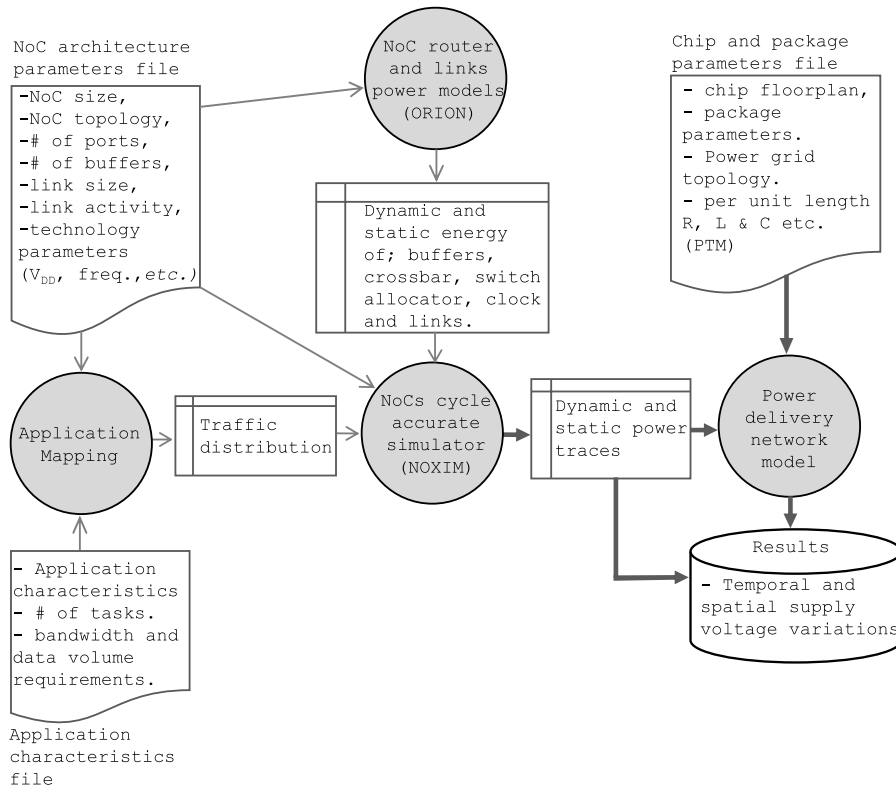 NoC architecture
parameters file
-NoC size,
-NoC topology,
-# of ports,
-# of buffers,
-link size,
-link activity,
-technology
parameters
(VDD, freq.,etc.)
NoC router
and links
power models
(ORION)
Chip and package
parameters file
- chip floorplan,
- package
parameters.
- Power grid
topology.
- per unit length
R, L & C etc.
(PTM)
Dynamic and
static energy
of; buffers,
crossbar, switch
allocator, clock
and links.
Application
Mapping
Traffic
distribution
NoCs cycle
accurate
simulator
(NOXIM)
Dynamic and
static power
traces
Power
delivery
network
model
Results
- Temporal and
spatial supply
voltage variations
- Application
characteristics
- # of tasks.
- bandwidth and
data volume
requirements.
Application
characteristics
file